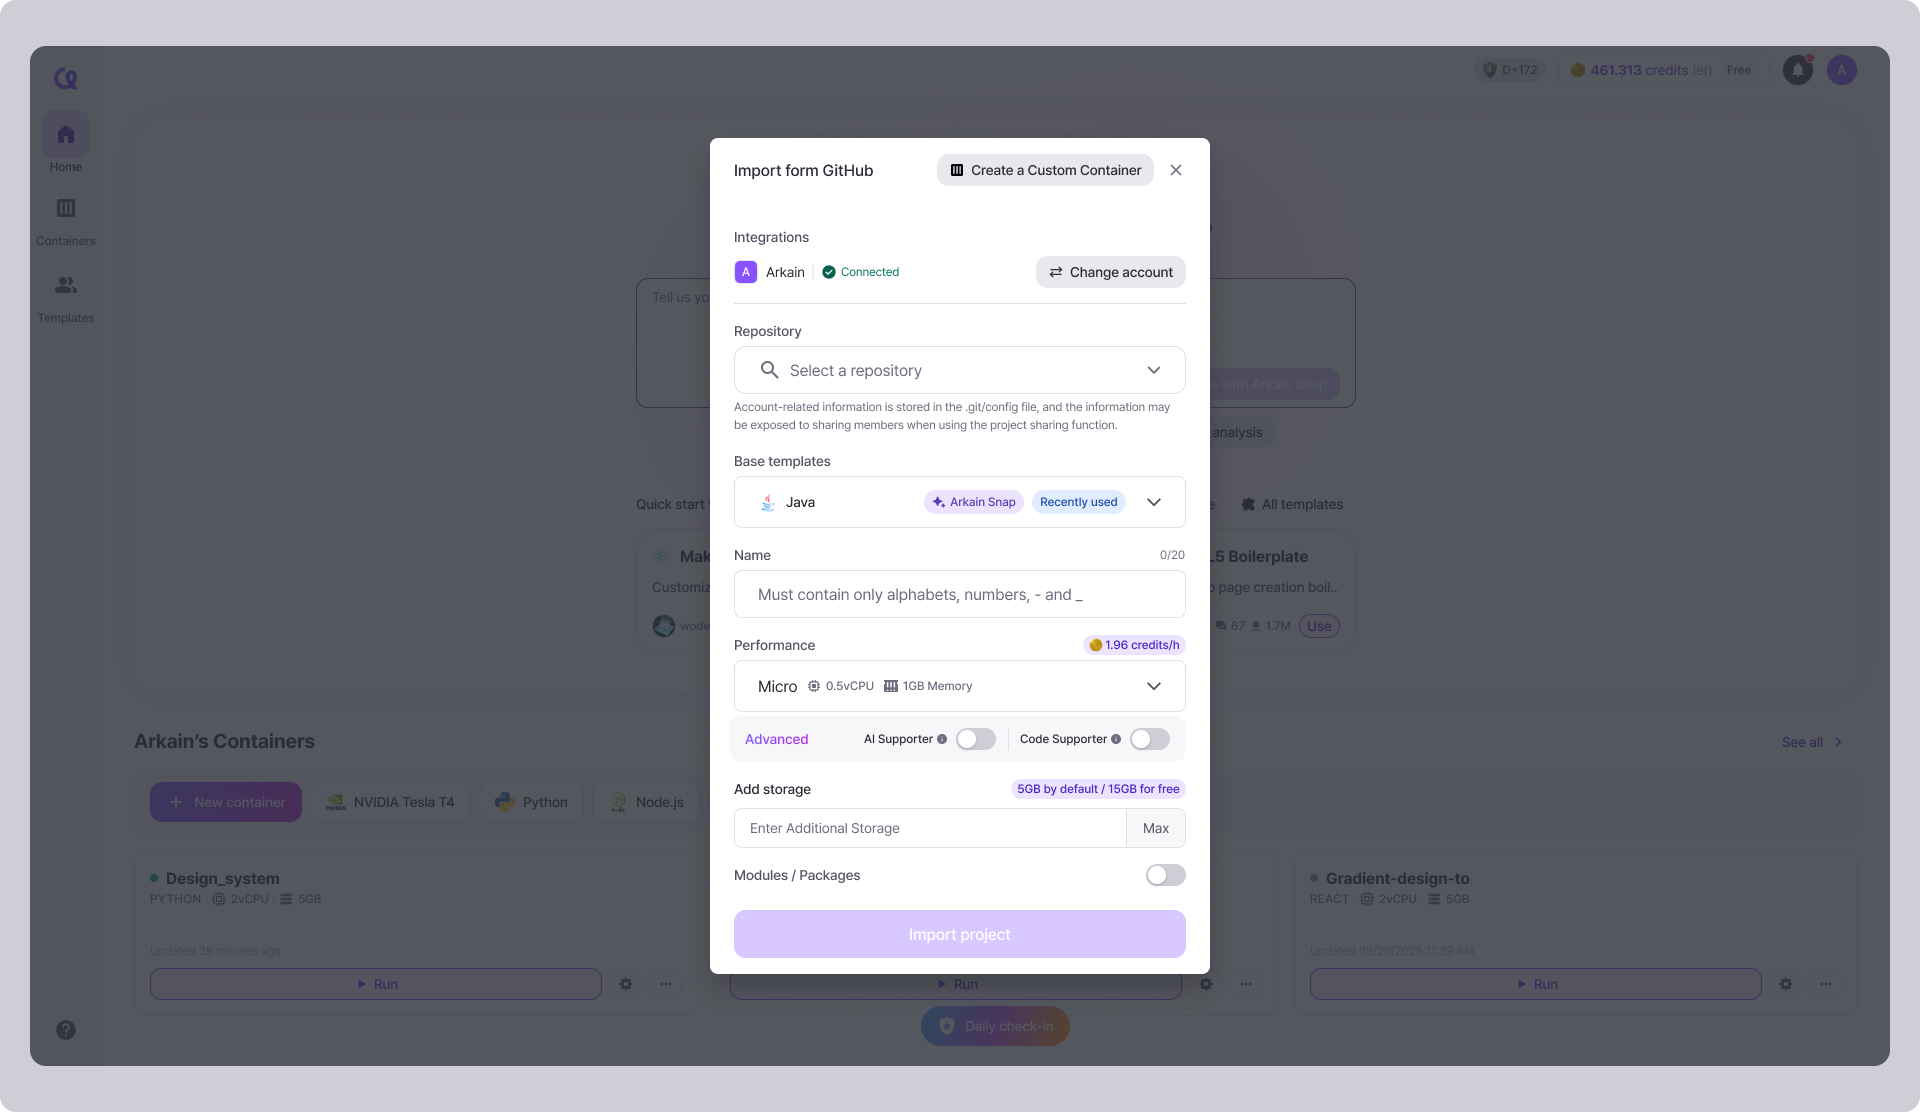 D+172
461.313 credits left Free
A
Home
Containers
Templates
Import form GitHub
Create a Custom Container
Integrations
A Arkain Connected
Change account
Tell us yo
Repository
Select a repository
with Arkain Snap
Account-related information is stored in the .git/config file, and the information may
be exposed to sharing members when using the project sharing function.
analysis
Base templates
Java
Arkain Snap
Recently used
Quick start
All templates
Name
0/20
Mak
.5 Boilerplate
Must contain only alphabets, numbers, - and _
Customiz
page creation boil..
wode
67 1.7M Use
Performance
1.96 credits/h
Micro 0.5vCPU 1GB Memory
Advanced
AI Supporter
Code Supporter
Arkain’s Containers
See all
Add storage
5GB by default / 15GB for free
New container
NVIDIA Tesla T4
Python
Node.js
Enter Additional Storage
Max
Modules / Packages
Design_system
PYTHON 2vCPU 5GB
Updated 28 minutes ago
Run
Gradient-design-to
REACT 2vCPU 5GB
Updated 08/20/2025 11:39 AM
Run
Import project
Run
Daily check-in